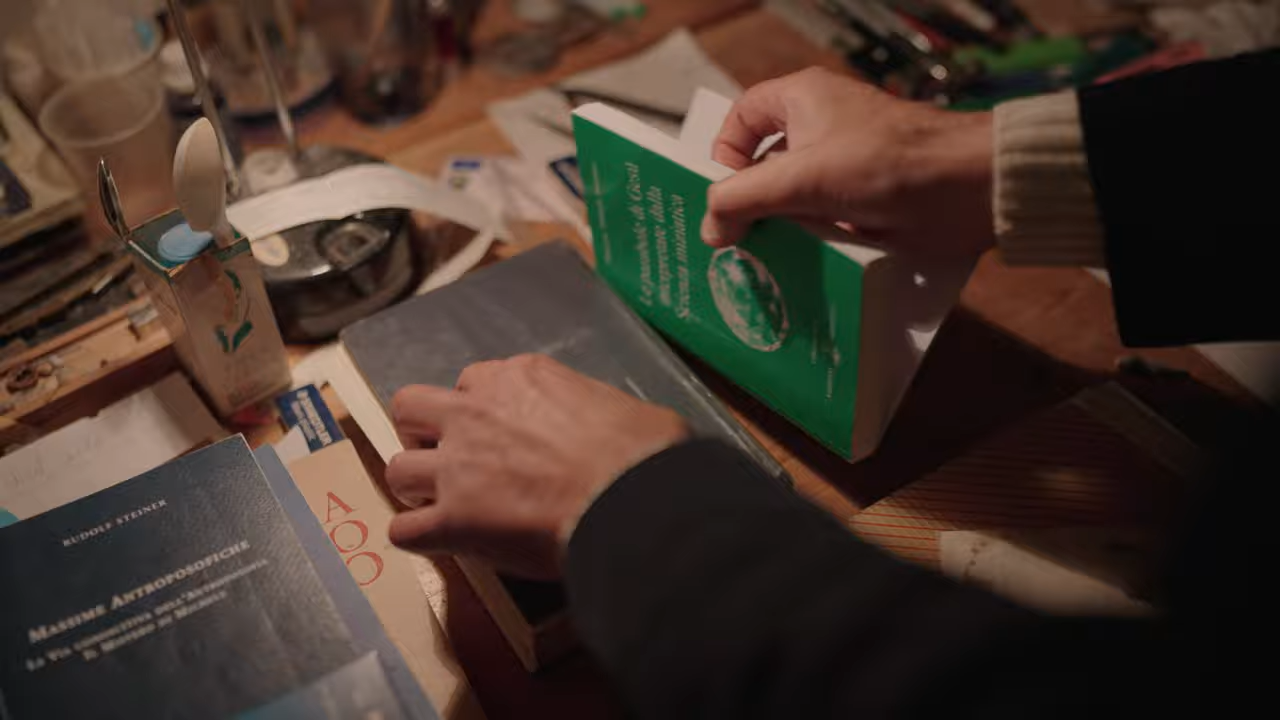 Le parabole di Gesù
interpretate dalla
Scienza iniziatica
RUDOLF STEINER
MASSIME ANTROPOSOFICHE
LA VIA CONOSCITIVA DELL'ANTROPOSOFIA
IL MISTERO DI MICHELE
A
O
O